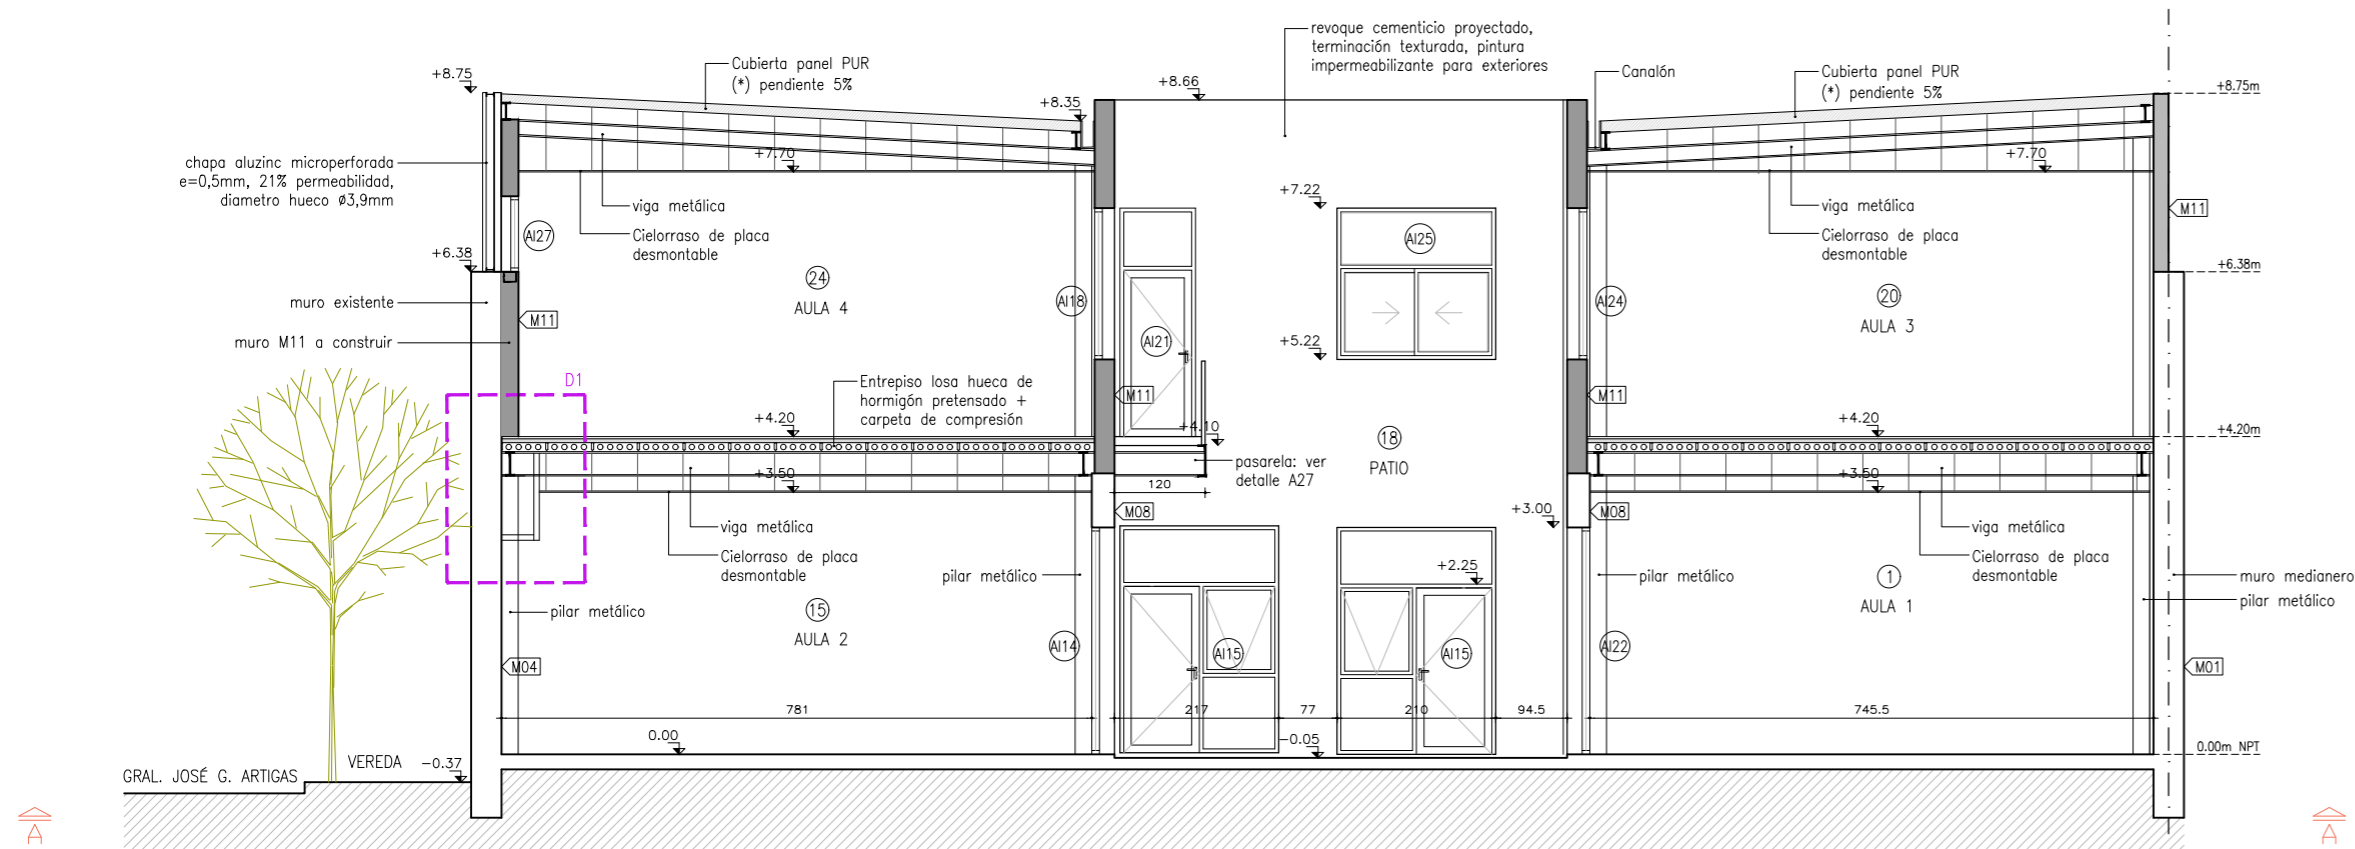 revoque cementicio proyectado,
terminación texturada, pintura
impermeabilizante para exteriores
Cubierta panel PUR
(*) pendiente 5%
Canalón
Cubierta panel PUR
(*) pendiente 5%
+8.75
+8.66
+8.75m
+8.35
+7.70
+7.70
chapa aluzinc microperforada
e=0,5mm, 21% permeabilidad,
diametro hueco ø3,9mm
viga metálica
Cielorraso de placa
desmontable
+7.22
viga metálica
Cielorraso de placa
desmontable
M11
AI27
AI25
+6.38
+6.38m
muro existente
24
AULA 4
AI18
AI24
20
AULA 3
M11
muro M11 a construir
AI21
+5.22
D1
Entrepiso losa hueca de
hormigón pretensado +
carpeta de compresión
M11
M11
+4.20
+4.10
+4.20
+4.20m
18
PATIO
pasarela: ver
detalle A27
+3.50
120
+3.50
M08
+3.00
M08
viga metálica
Cielorraso de placa
desmontable
viga metálica
Cielorraso de placa
desmontable
pilar metálico
+2.25
pilar metálico
1
AULA 1
muro medianero
pilar metálico
pilar metálico
15
AULA 2
AI14
AI15
AI15
AI22
M04
M01
781
217
77
210
94.5
745.5
0.00
-0.05
0.00m NPT
GRAL. JOSÉ G. ARTIGAS
VEREDA
-0.37
A
A